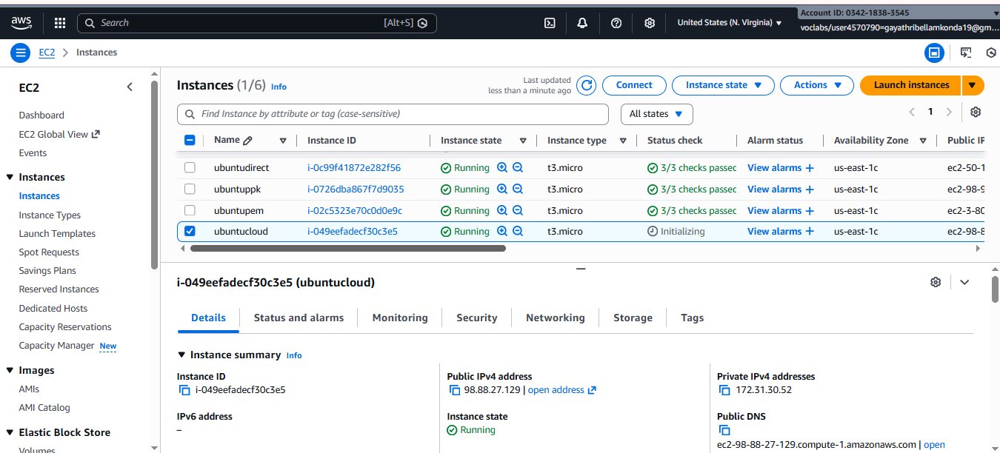 aws
Search [Alt+S]
United States (N. Virginia)
Account ID: 0342-1838-3545
voclabs/user4570790=gayathribellamkonda19@gm...
EC2 Instances
EC2
Dashboard
EC2 Global View
Events
Instances
Instances
Instance Types
Launch Templates
Spot Requests
Savings Plans
Reserved Instances
Dedicated Hosts
Capacity Reservations
Capacity Manager New
Images
AMIs
AMI Catalog
Elastic Block Store
Volumes
Instances (1/6) Info
Last updated
less than a minute ago
Connect
Instance state
Actions
Launch instances
Find Instance by attribute or tag (case-sensitive)
All states
1
Name Instance ID Instance state Instance type Status check Alarm status Availability Zone Public IP
ubuntudirect i-0c99f41872e282f56 Running t3.micro 3/3 checks passec View alarms + us-east-1c ec2-50-1
ubuntuppk i-0726dba867f7d9035 Running t3.micro 3/3 checks passec View alarms + us-east-1c ec2-98-9
ubuntupem i-02c5323e70c0d0e9c Running t3.micro 3/3 checks passec View alarms + us-east-1c ec2-3-80
ubuntucloud i-049eefadecf30c3e5 Running t3.micro Initializing View alarms + us-east-1c ec2-98-8
i-049eefadecf30c3e5 (ubuntucloud)
Details Status and alarms Monitoring Security Networking Storage Tags
Instance summary Info
Instance ID
i-049eefadecf30c3e5
Public IPv4 address
98.88.27.129 | open address
Private IPv4 addresses
172.31.30.52
IPv6 address
–
Instance state
Running
Public DNS
ec2-98-88-27-129.compute-1.amazonaws.com | open